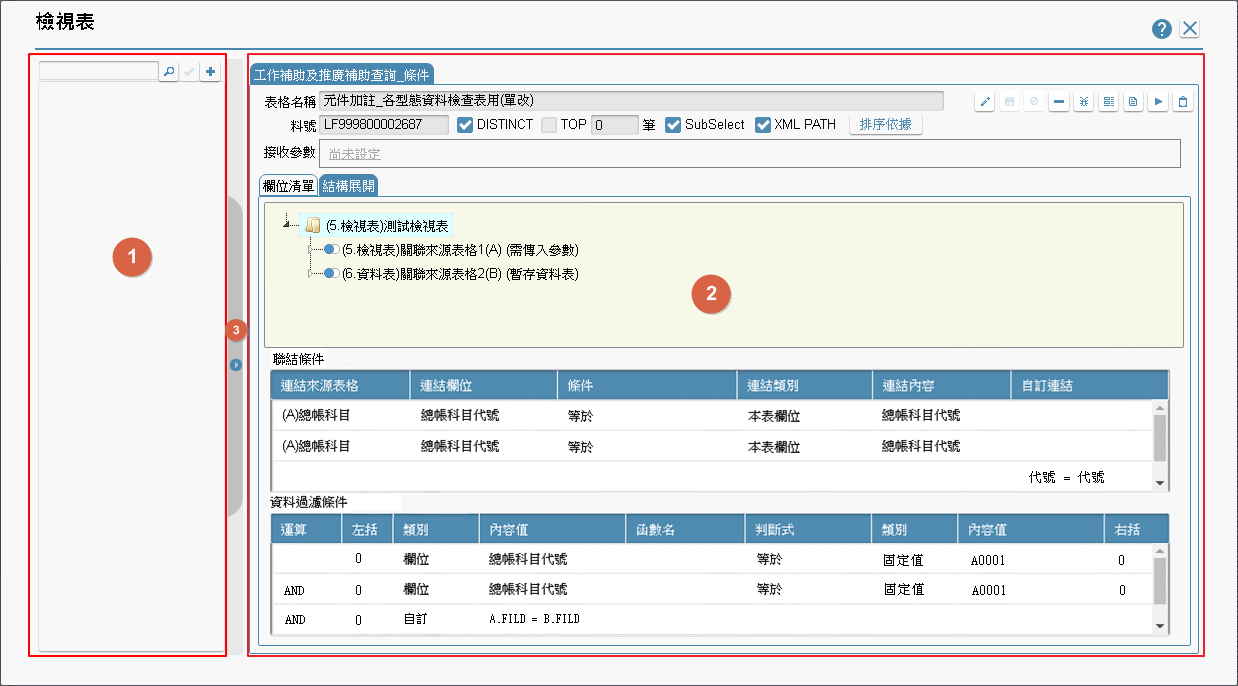 檢視表
?
工作補助及推廣補助查詢_條件
表格名稱 元件加註_各型態資料檢查表用(單改)
料號 LF999800002687 DISTINCT TOP 0 筆 SubSelect XML PATH 排序依據
接收參數 尚未設定
欄位清單 結構展開
(5.檢視表)測試檢視表
(5.檢視表)關聯來源表格1(A) (需傳入參數)
(6.資料表)關聯來源表格2(B) (暫存資料表)
1
2
3
聯結條件
連結來源表格 連結欄位 條件 連結類別 連結內容 自訂連結
(A)總帳科目 總帳科目代號 等於 本表欄位 總帳科目代號
(A)總帳科目 總帳科目代號 等於 本表欄位 總帳科目代號
代號 = 代號
資料過濾條件
運算 左括 類別 內容值 函數名 判斷式 類別 內容值 右括
0 欄位 總帳科目代號 等於 固定值 A0001 0
AND 0 欄位 總帳科目代號 等於 固定值 A0001 0
AND 0 自訂 A.FILD = B.FILD